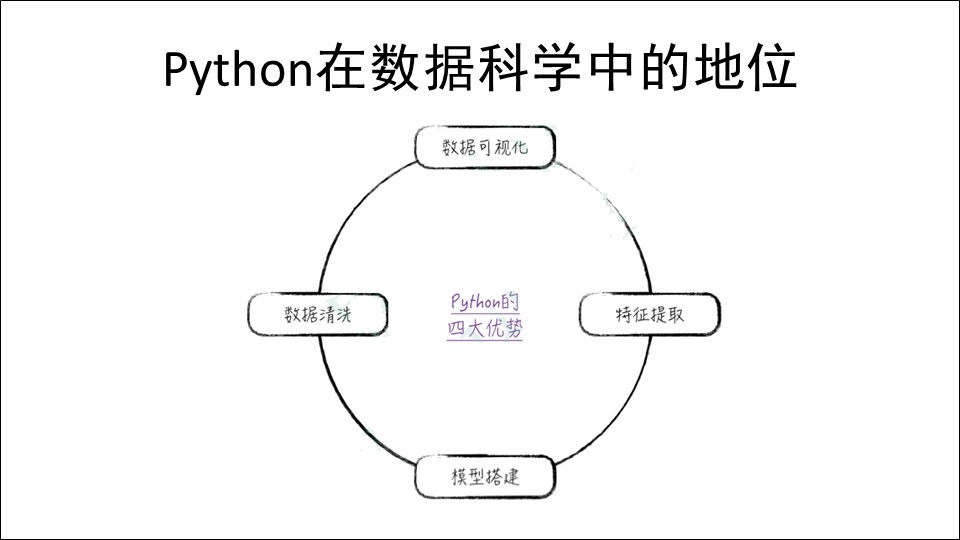 Python在数据科学中的地位
数据可视化
数据清洗
Python的
四大优势
特征提取
模型搭建